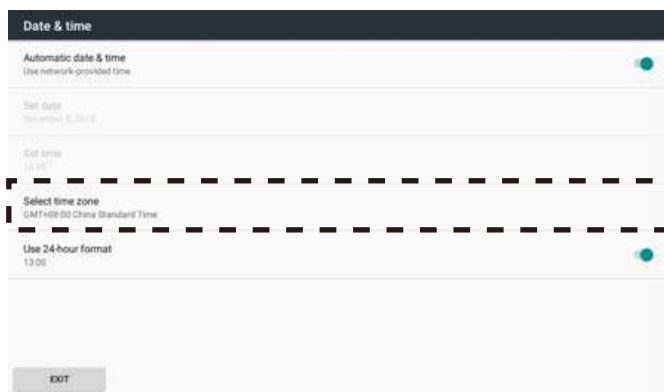 Date & time
Automatic date & time
Use network-provided time
Set date
Set time
Select time zone
GMT+08:00 China Standard Time
Use 24-hour format
13:00
EXIT